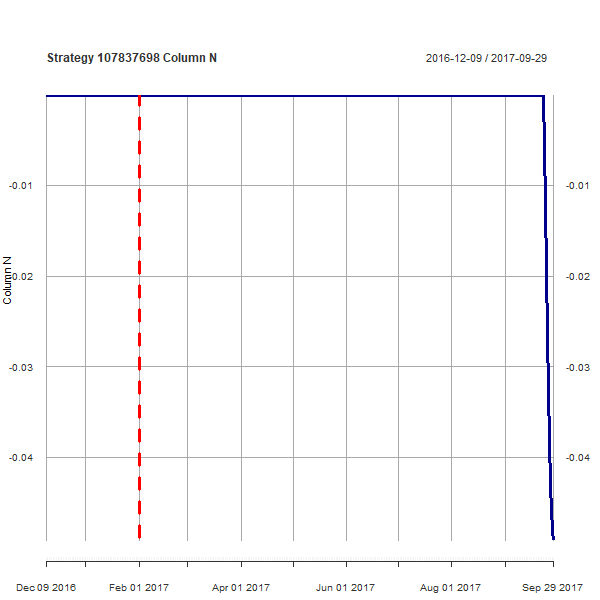 Strategy 107837698 Column N
2016-12-09 / 2017-09-29
-0.01 -0.01
Column N
-0.02 -0.02
-0.03 -0.03
-0.04 -0.04
Dec 09 2016 Feb 01 2017 Apr 01 2017 Jun 01 2017 Aug 01 2017 Sep 29 2017